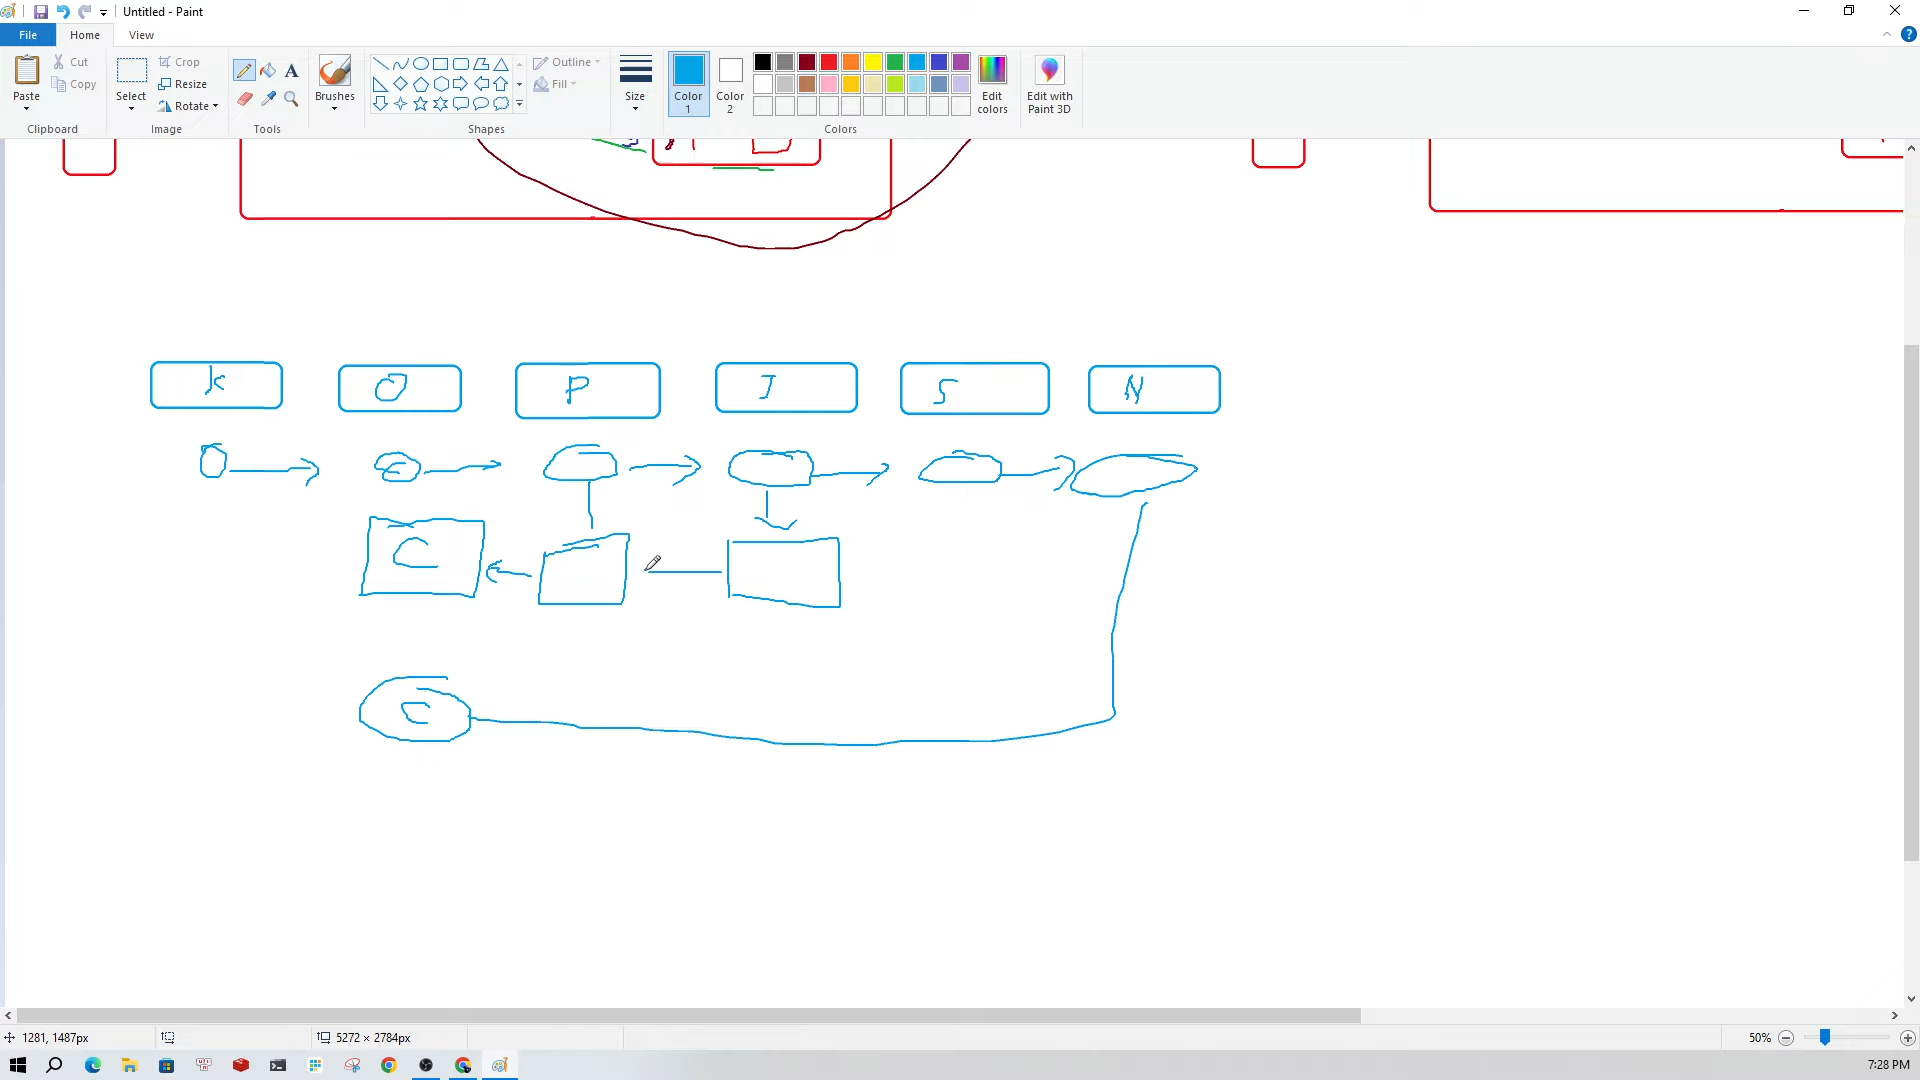 Untitled - Paint
File
Home
View
Paste
Cut
Copy
Clipboard
Select
Crop
Resize
Rotate
Image
A
Tools
Brushes
Outline
Fill
Shapes
Size
Color 1
Color 2
Edit colors
Edit with Paint 3D
Colors
K O P I S N
C
C
1281, 1487px
5272 × 2784px
50%
7:28 PM